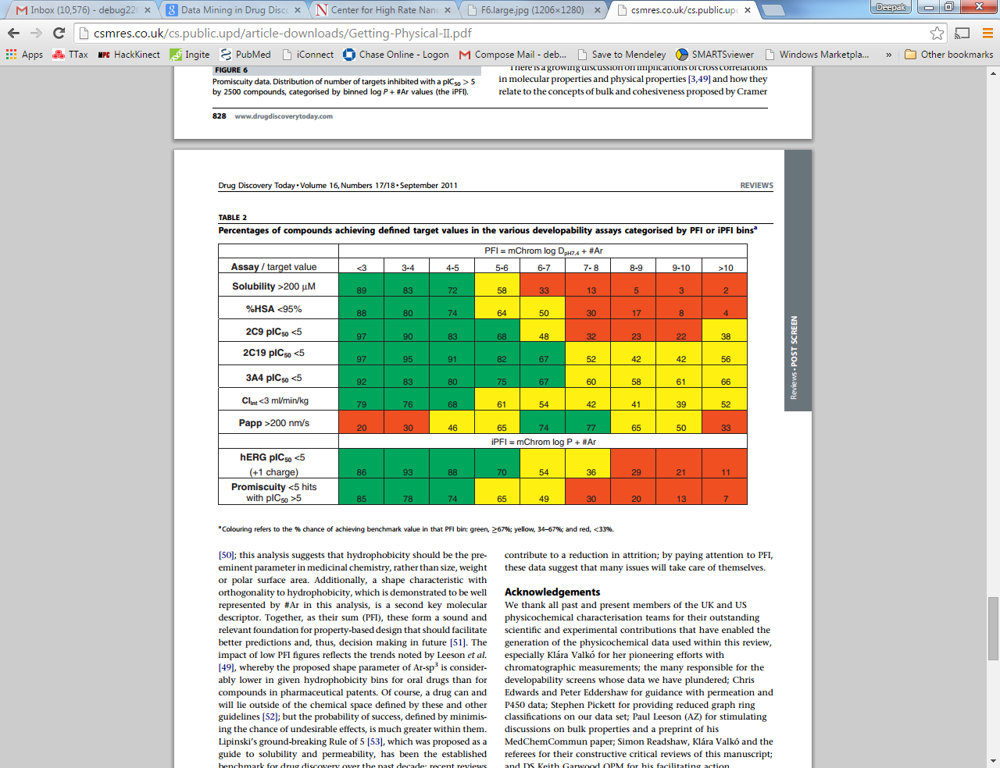 Inbox (10,576) - debug22
Data Mining in Drug Disc
Center for High Rate Nan
F6.large.jpg (1206×1280)
csmres.co.uk/cs.public.up
Deepak
csmres.co.uk/cs.public.upd/article-downloads/Getting-Physical-II.pdf
Apps TTax HackKinect Ingite PubMed iConnect Chase Online - Logon Compose Mail - deb... Save to Mendeley SMARTSviewer Windows Marketpla... » Other bookmarks
FIGURE 6
Promiscuity data. Distribution of number of targets inhibited with a pIC50 > 5
by 2500 compounds, categorised by binned log P + #Ar values (the iPFI).
There is a growing discussion on implications of cross correlations
in molecular properties and physical properties [3,49] and how they
relate to the concepts of bulk and cohesiveness proposed by Cramer
828 www.drugdiscoverytoday.com
Drug Discovery Today • Volume 16, Numbers 17/18 • September 2011 REVIEWS
TABLE 2
Percentages of compounds achieving defined target values in the various developability assays categorised by PFI or iPFI binsa
PFI = mChrom log DpH7.4 + #Ar
Assay / target value <3 3-4 4-5 5-6 6-7 7- 8 8-9 9-10 >10
Solubility >200 µM 89 83 72 58 33 13 5 3 2
%HSA <95% 88 80 74 64 50 30 17 8 4
2C9 pIC50 <5 97 90 83 68 48 32 23 22 38
2C19 pIC50 <5 97 95 91 82 67 52 42 42 56
3A4 pIC50 <5 92 83 80 75 67 60 58 61 66
Clint <3 ml/min/kg 79 76 68 61 54 42 41 39 52
Papp >200 nm/s 20 30 46 65 74 77 65 50 33
iPFI = mChrom log P + #Ar
hERG pIC50 <5
(+1 charge) 86 93 88 70 54 36 29 21 11
Promiscuity <5 hits
with pIC50 >5 85 78 74 65 49 30 20 13 7
Reviews • POST SCREEN
a Colouring refers to the % chance of achieving benchmark value in that PFI bin: green, ≥67%; yellow, 34–67%; and red, <33%.
[50]; this analysis suggests that hydrophobicity should be the pre-
eminent parameter in medicinal chemistry, rather than size, weight
or polar surface area. Additionally, a shape characteristic with
orthogonality to hydrophobicity, which is demonstrated to be well
represented by #Ar in this analysis, is a second key molecular
descriptor. Together, as their sum (PFI), these form a sound and
relevant foundation for property-based design that should facilitate
better predictions and, thus, decision making in future [51]. The
impact of low PFI figures reflects the trends noted by Leeson et al.
[49], whereby the proposed shape parameter of Ar-sp3 is consider-
ably lower in given hydrophobicity bins for oral drugs than for
compounds in pharmaceutical patents. Of course, a drug can and
will lie outside of the chemical space defined by these and other
guidelines [52]; but the probability of success, defined by minimis-
ing the chance of undesirable effects, is much greater within them.
Lipinski's ground-breaking Rule of 5 [53], which was proposed as a
guide to solubility and permeability, has been the established
benchmark for drug discovery over the past decade; recent reviews
contribute to a reduction in attrition; by paying attention to PFI,
these data suggest that many issues will take care of themselves.
Acknowledgements
We thank all past and present members of the UK and US
physicochemical characterisation teams for their outstanding
scientific and experimental contributions that have enabled the
generation of the physicochemical data used within this review,
especially Klára Valkó for her pioneering efforts with
chromatographic measurements; the many responsible for the
developability screens whose data we have plundered; Chris
Edwards and Peter Eddershaw for guidance with permeation and
P450 data; Stephen Pickett for providing reduced graph ring
classifications on our data set; Paul Leeson (AZ) for stimulating
discussions on bulk properties and a preprint of his
MedChemCommun paper; Simon Readshaw, Klára Valkó and the
referees for their constructive critical reviews of this manuscript;
and DS Keith Garwood OPM for his facilitating action.